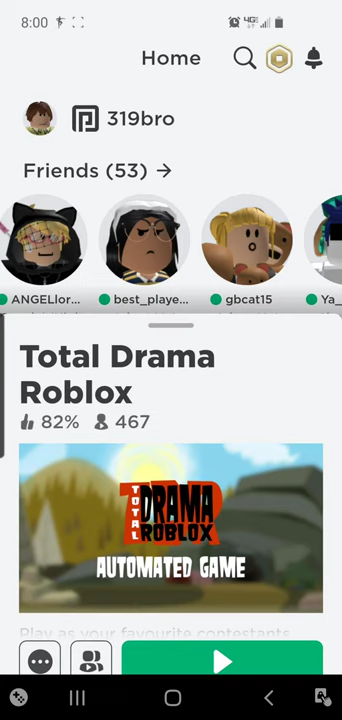 8:00
4G
Home
319bro
Friends (53) →
ANGELlor...
best_playe...
gbcat15
Ya_
Total Drama
Roblox
82% 467
TOTAL
DRAMA
ROBLOX
AUTOMATED GAME
Play as your favourite contestants